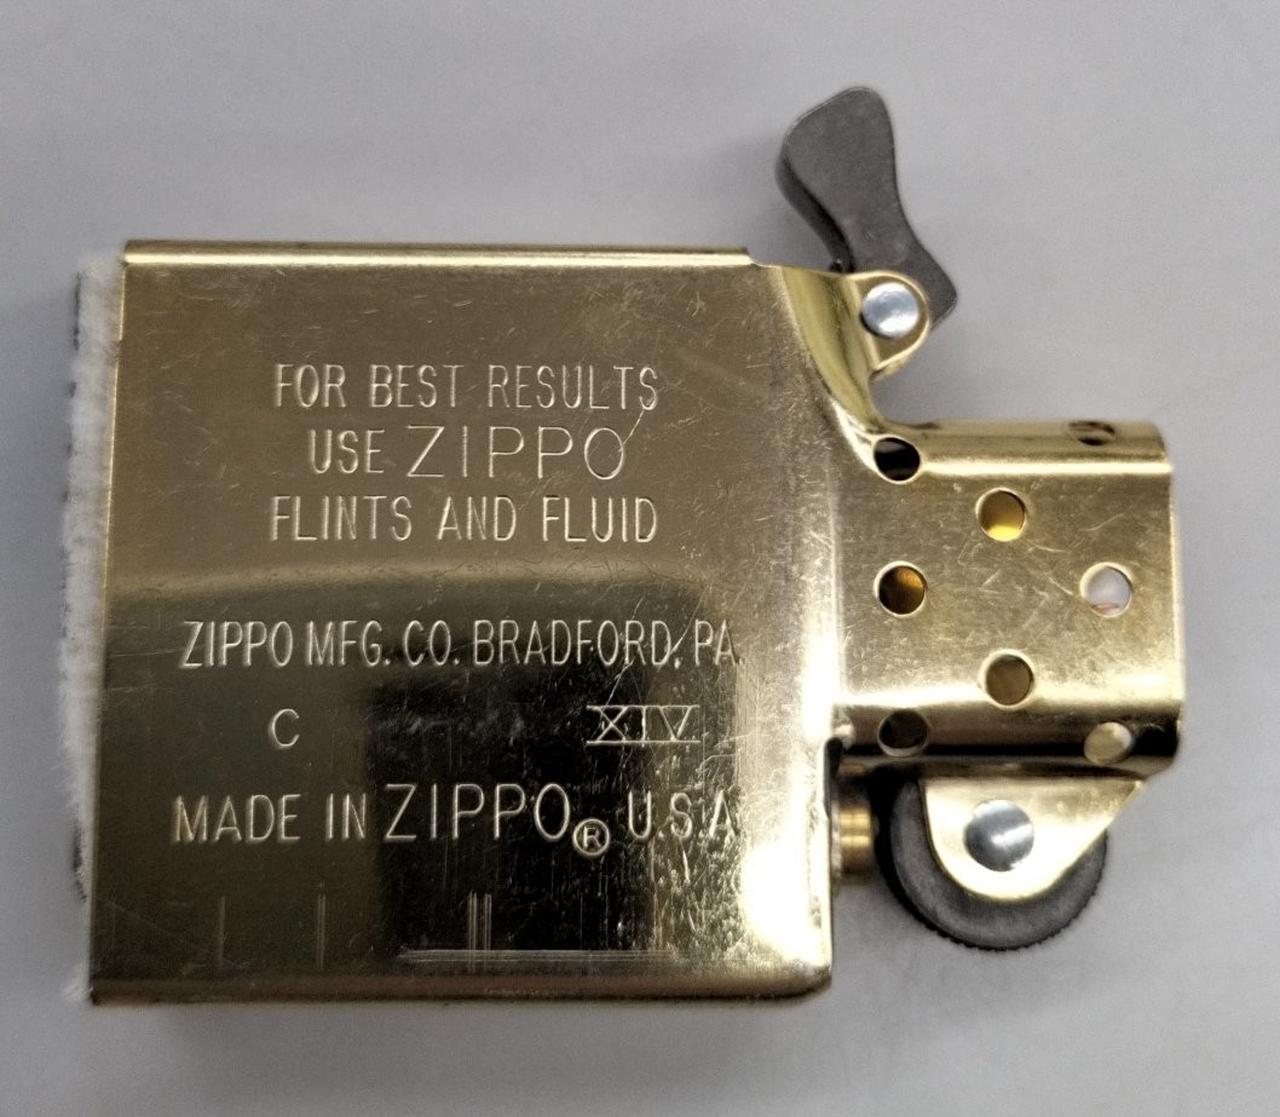 FOR BEST RESULTS
USE ZIPPO
FLINTS AND FLUID
ZIPPO MFG. CO. BRADFORD, PA.
C XIV
MADE IN ZIPPO® U.S.A